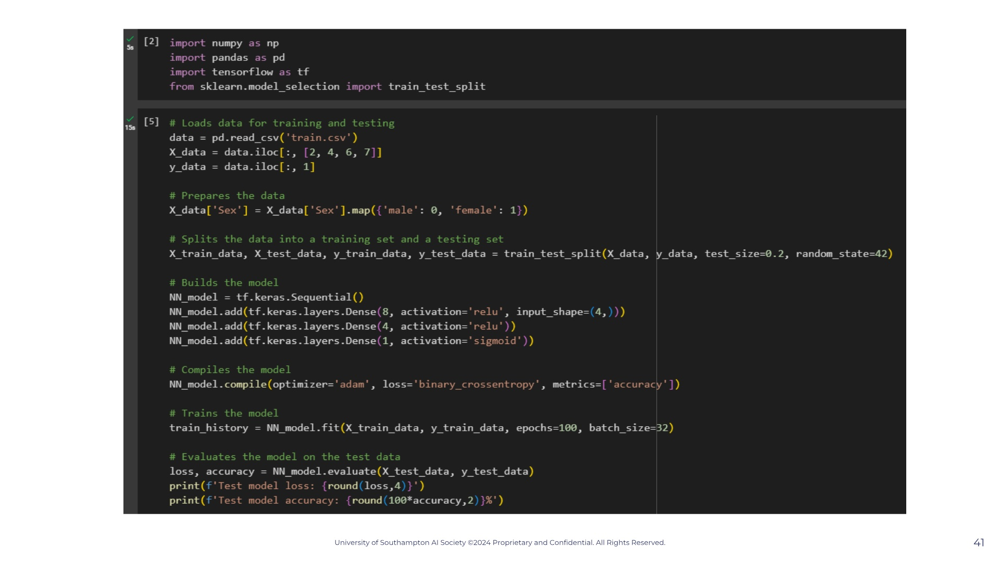 [2] import numpy as np
5s
import pandas as pd
import tensorflow as tf
from sklearn.model_selection import train_test_split
[5] # Loads data for training and testing
15s
data = pd.read_csv('train.csv')
X_data = data.iloc[:, [2, 4, 6, 7]]
y_data = data.iloc[:, 1]
# Prepares the data
X_data['Sex'] = X_data['Sex'].map({'male': 0, 'female': 1})
# Splits the data into a training set and a testing set
X_train_data, X_test_data, y_train_data, y_test_data = train_test_split(X_data, y_data, test_size=0.2, random_state=42)
# Builds the model
NN_model = tf.keras.Sequential()
NN_model.add(tf.keras.layers.Dense(8, activation='relu', input_shape=(4,)))
NN_model.add(tf.keras.layers.Dense(4, activation='relu'))
NN_model.add(tf.keras.layers.Dense(1, activation='sigmoid'))
# Compiles the model
NN_model.compile(optimizer='adam', loss='binary_crossentropy', metrics=['accuracy'])
# Trains the model
train_history = NN_model.fit(X_train_data, y_train_data, epochs=100, batch_size=32)
# Evaluates the model on the test data
loss, accuracy = NN_model.evaluate(X_test_data, y_test_data)
print(f'Test model loss: {round(loss,4)}')
print(f'Test model accuracy: {round(100*accuracy,2)}%')
University of Southampton AI Society ©2024 Proprietary and Confidential. All Rights Reserved.
41